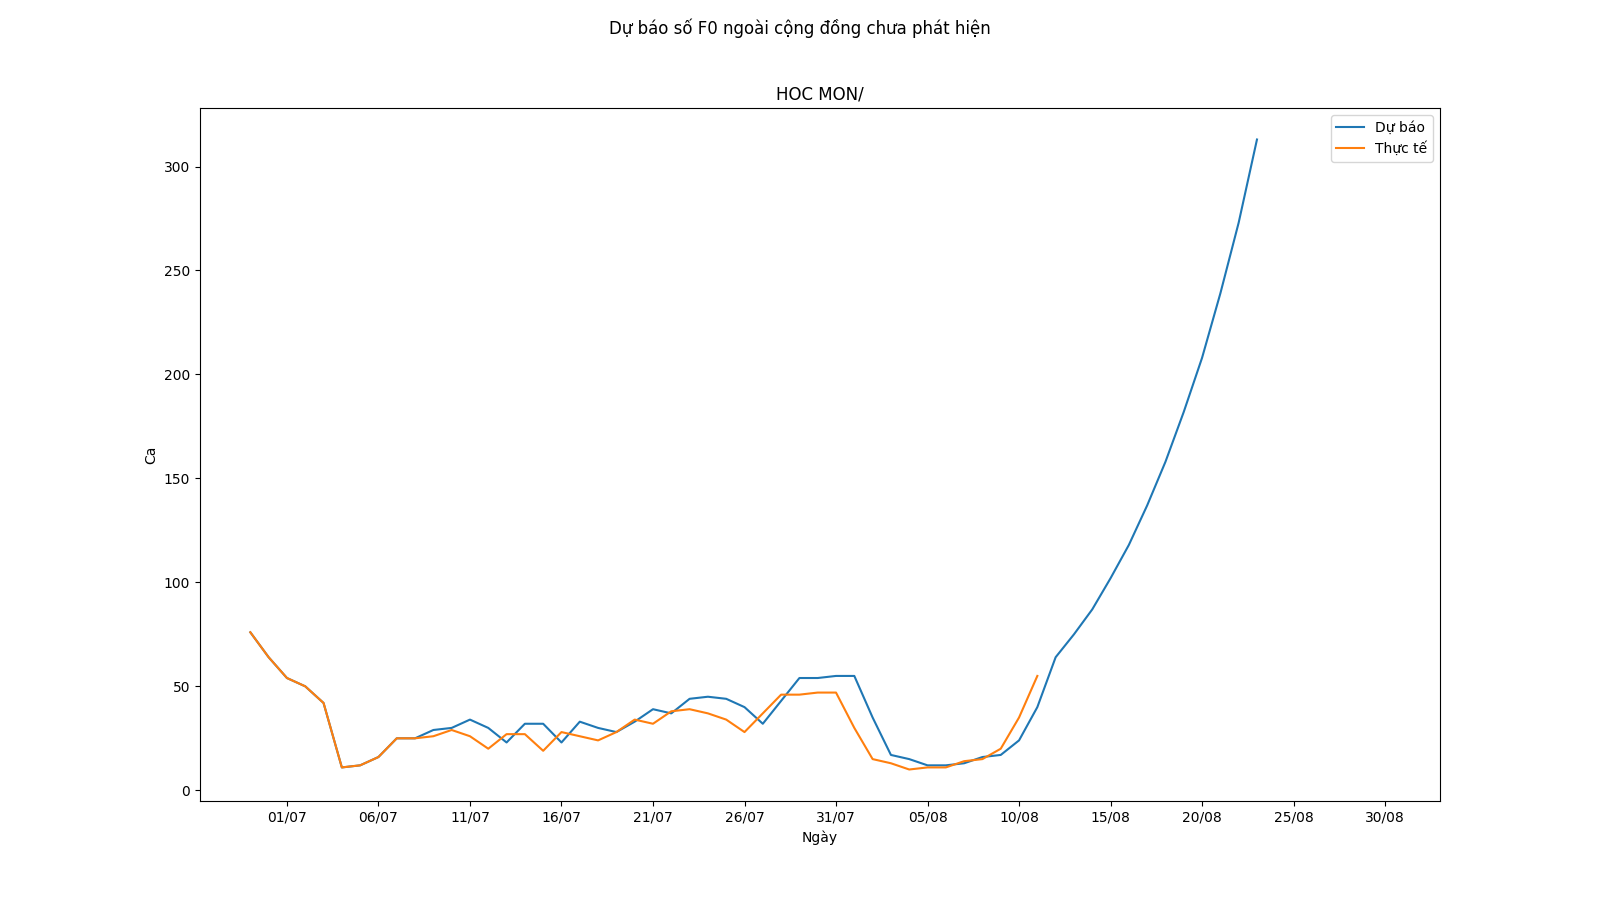 Dự báo số F0 ngoài cộng đồng chưa phát hiện
HOC MON/
Dự báo
Thực tế
300
250
200
150
100
50
0
Ca
01/07 06/07 11/07 16/07 21/07 26/07 31/07 05/08 10/08 15/08 20/08 25/08 30/08
Ngày